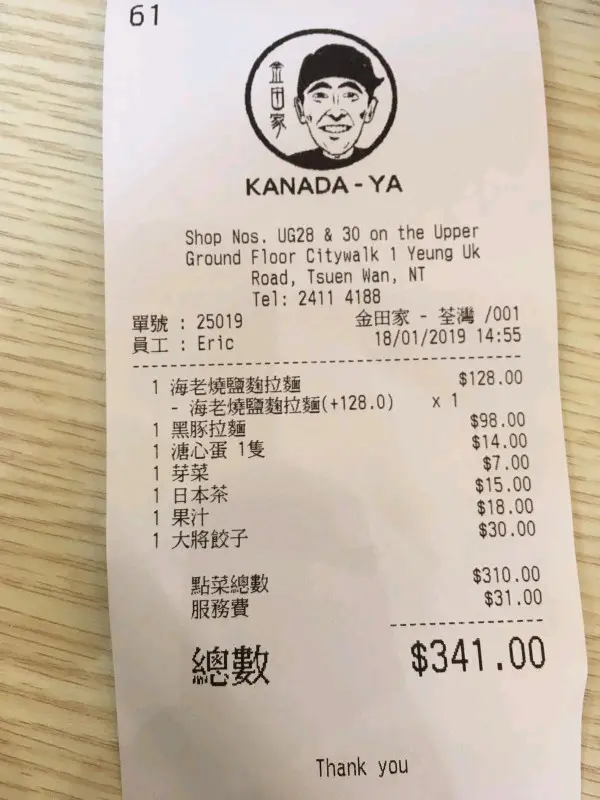 61
金田家
KANADA-YA
Shop Nos. UG28 & 30 on the Upper
Ground Floor Citywalk 1 Yeung Uk
Road, Tsuen Wan, NT
Tel: 2411 4188
單號 : 25019 金田家 - 荃灣 /001
員工 : Eric 18/01/2019 14:55
1 海老燒鹽麴拉麵 $128.00
- 海老燒鹽麴拉麵(+128.0) x 1
1 黑豚拉麵 $98.00
1 溏心蛋 1隻 $14.00
1 芽菜 $7.00
1 日本茶 $15.00
1 果汁 $18.00
1 大將餃子 $30.00
點菜總數 $310.00
服務費 $31.00
總數 $341.00
Thank you